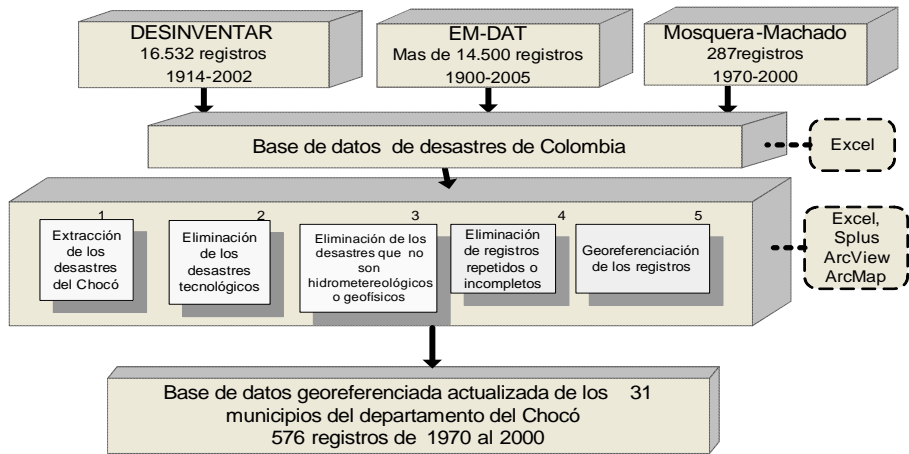 DESINVENTAR
16.532 registros
1914-2002
EM-DAT
Mas de 14.500 registros
1900-2005
Mosquera-Machado
287registros
1970-2000
Base de datos de desastres de Colombia
Excel
1
Extracción
de los
desastres
del Chocó
2
Eliminación
de los
desastres
tecnológicos
3
Eliminación de los
desastres que no
son
hidrometereológicos
o geofísicos
4
Eliminación
de registros
repetidos o
incompletos
5
Georeferenciación
de los registros
Excel,
Splus
ArcView
ArcMap
Base de datos georeferenciada actualizada de los 31
municipios del departamento del Chocó
576 registros de 1970 al 2000